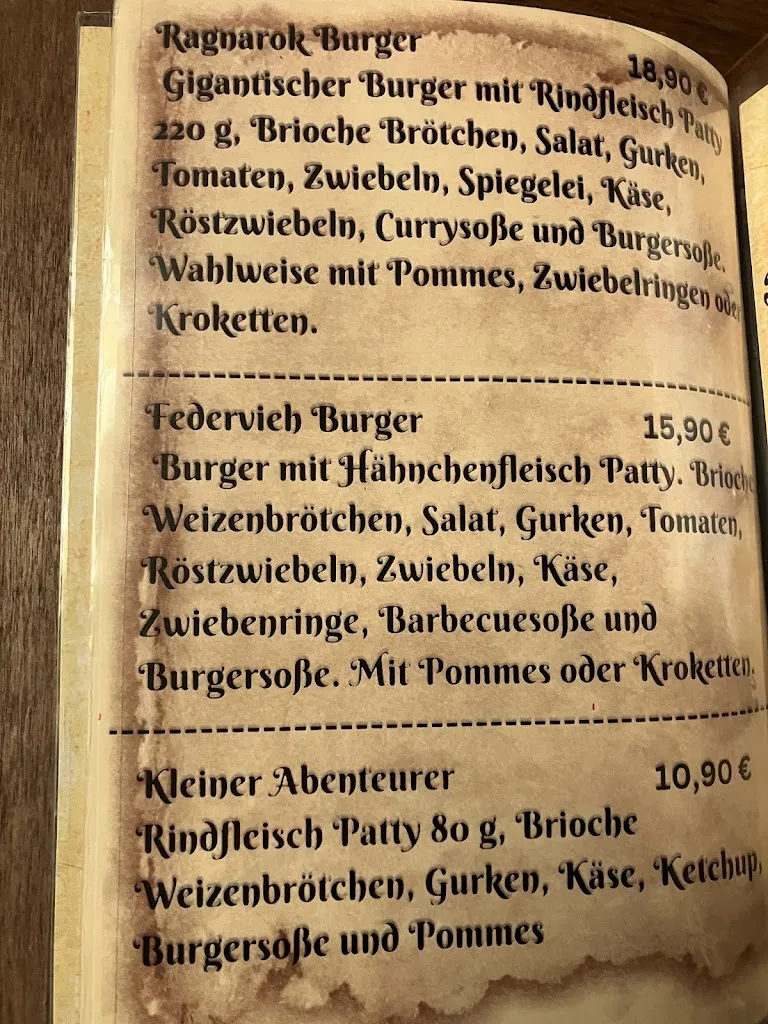 Ragnarok Burger 18,90 €
Gigantischer Burger mit Rindfleisch Patty
220 g, Brioche Brötchen, Salat, Gurken,
Tomaten, Zwiebeln, Spiegelei, Käse,
Röstzwiebeln, Currysoße und Burgersoße.
Wahlweise mit Pommes, Zwiebelringen oder
Kroketten.
Federvieh Burger 15,90 €
Burger mit Hähnchenfleisch Patty. Brioche
Weizenbrötchen, Salat, Gurken, Tomaten,
Röstzwiebeln, Zwiebeln, Käse,
Zwiebenringe, Barbecuesoße und
Burgersoße. Mit Pommes oder Kroketten.
Kleiner Abenteurer 10,90 €
Rindfleisch Patty 80 g, Brioche
Weizenbrötchen, Gurken, Käse, Ketchup,
Burgersoße und Pommes